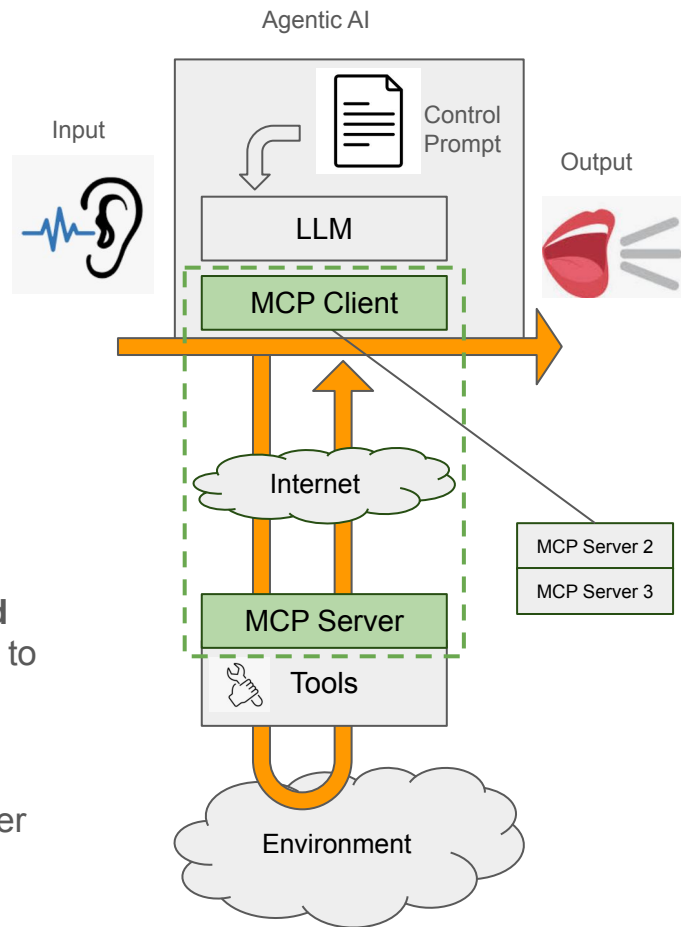 Agentic AI
Control
Prompt
Input
Output
LLM
MCP Client
Internet
MCP Server 2
MCP Server 3
MCP Server
to
Tools
Environment